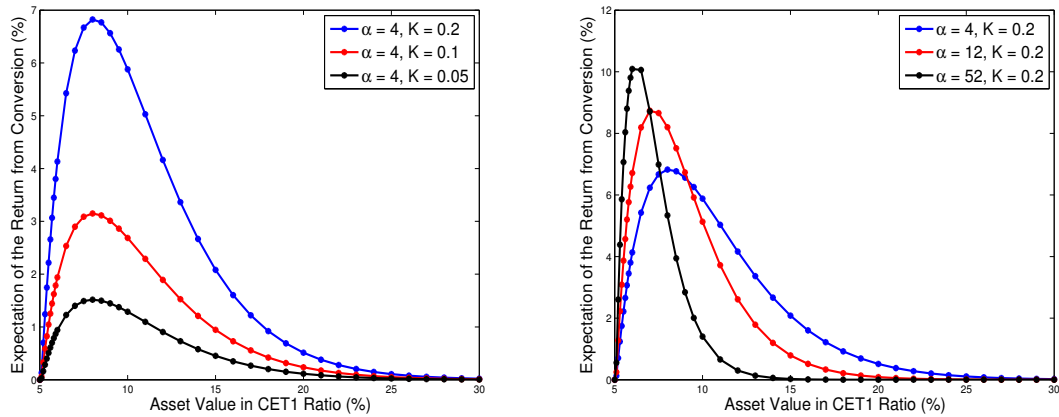 Expectation of the Return from Conversion (%)
7
6
5
4
3
2
1
0
5
10
15
20
25
30
Asset Value in CET1 Ratio (%)
α = 4, K = 0.2
α = 4, K = 0.1
α = 4, K = 0.05
Expectation of the Return from Conversion (%)
12
10
8
6
4
2
0
5
10
15
20
25
30
Asset Value in CET1 Ratio (%)
α = 4, K = 0.2
α = 12, K = 0.2
α = 52, K = 0.2